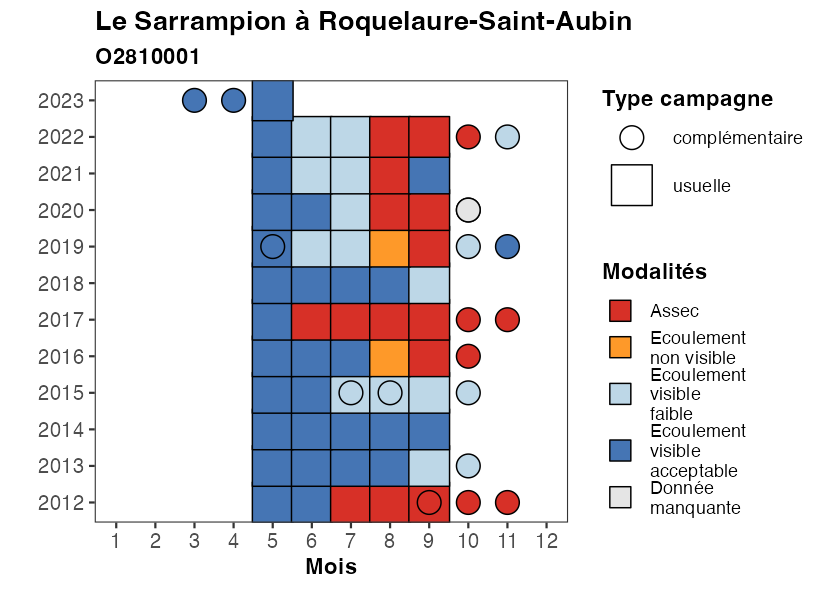 Le Sarrampion à Roquelaure-Saint-Aubin
O2810001
2023
2022
2021
2020
2019
2018
2017
2016
2015
2014
2013
2012
1 2 3 4 5 6 7 8 9 10 11 12
Mois
Type campagne
complémentaire
usuelle
Modalités
Assec
Ecoulement
non visible
Ecoulement
visible
faible
Ecoulement
visible
acceptable
Donnée
manquante